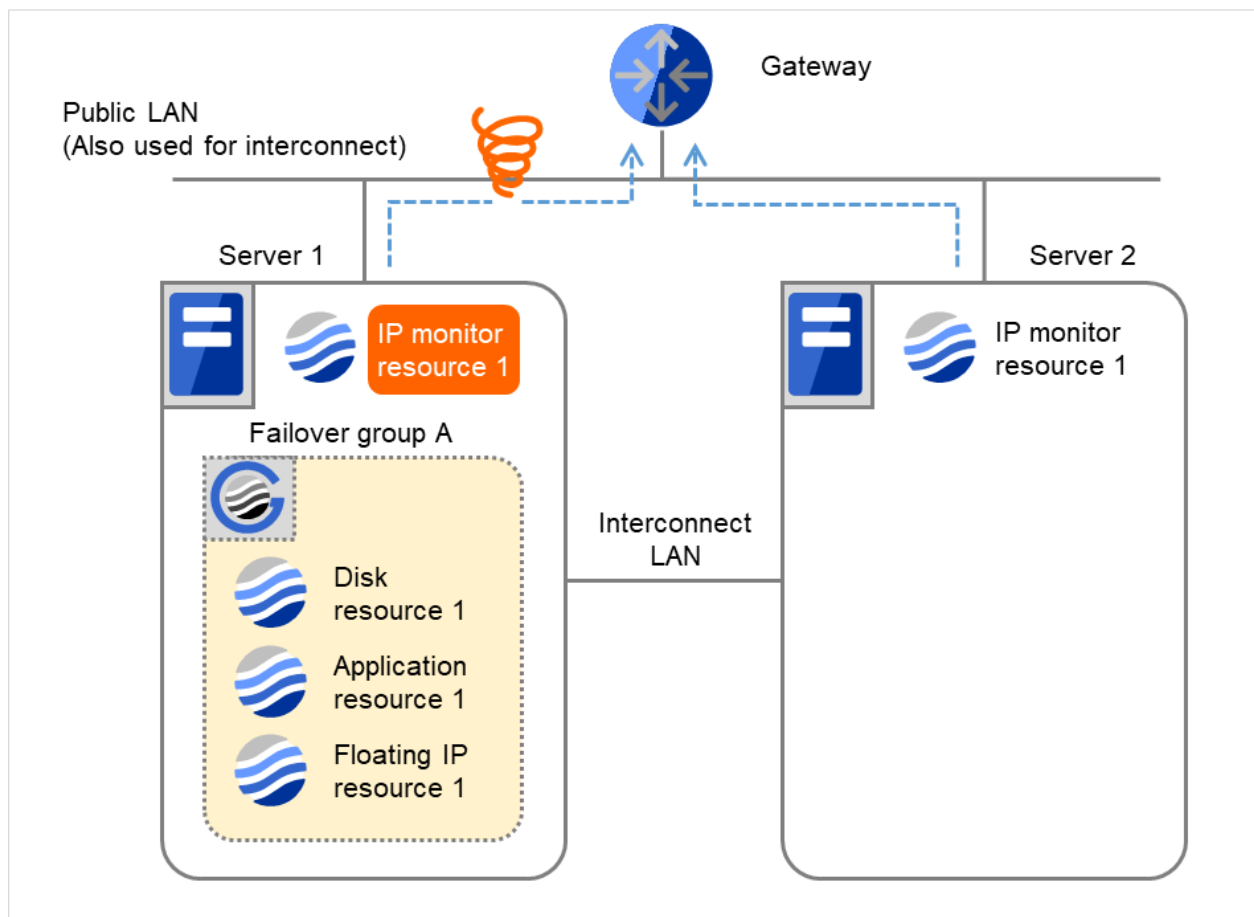 Gateway
Public LAN
(Also used for interconnect)
Server 1
Server 2
IP monitor
resource 1
IP monitor
resource 1
Failover group A
Interconnect
LAN
Disk
resource 1
Application
resource 1
Floating IP
resource 1